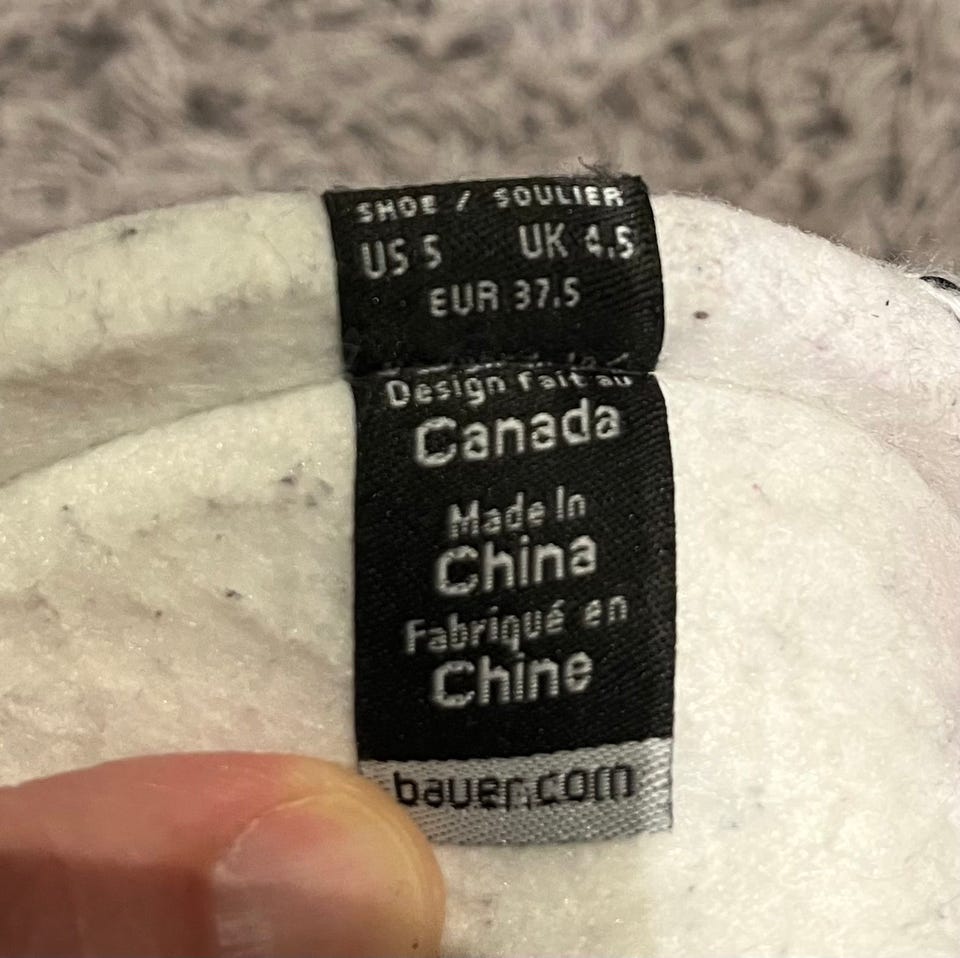 SHOE / SOULIER
US 5 UK 4.5
EUR 37.5
Design Fait au
Canada
Made In
China
Fabriqué en
Chine
bauer.com